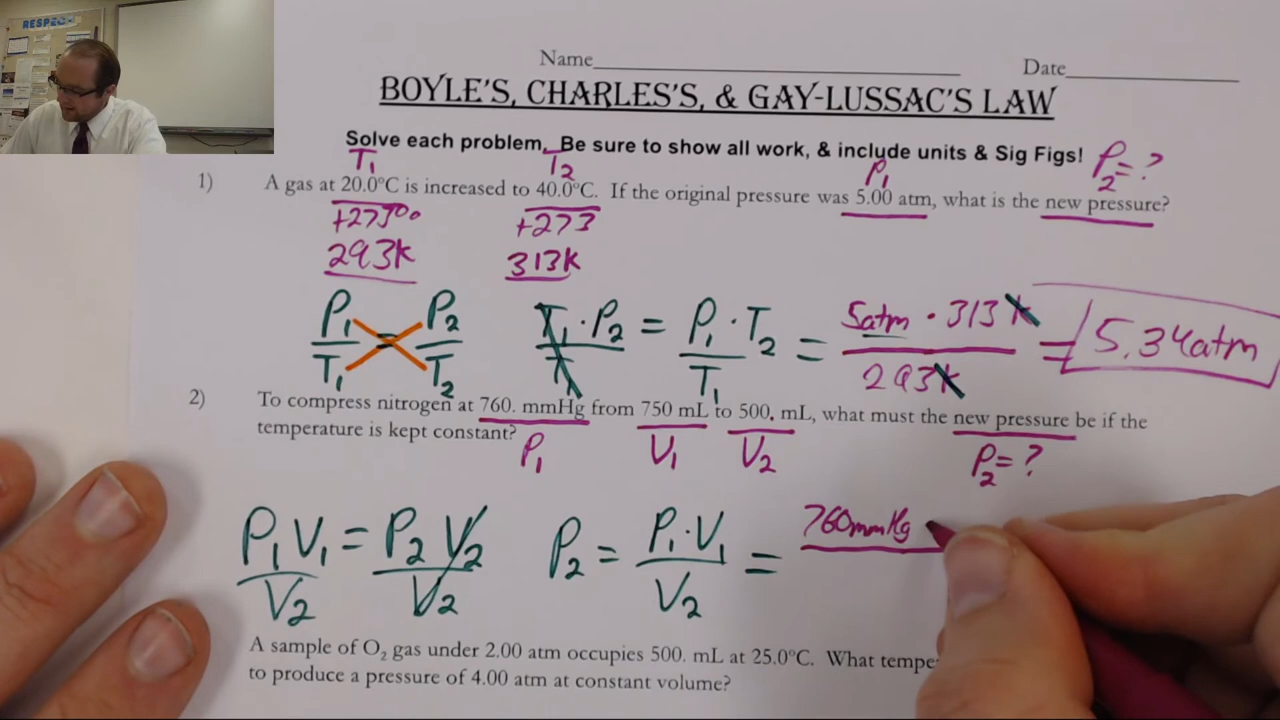 RESPEC
Name Date
BOYLE'S, CHARLES'S, & GAY-LUSSAC'S LAW
Solve each problem, Be sure to show all work, & include units & Sig Figs!
T₁ T₂ P₁ P₂ = ?
1) A gas at 20.0°C is increased to 40.0°C. If the original pressure was 5.00 atm, what is the new pressure?
+273 +273
293K 313K
P₁/T₁ = P₂/T₂ T₁·P₂/T₁ = P₁·T₂/T₁ = 5atm · 313K/293K = 5.34atm
2) To compress nitrogen at 760. mmHg from 750 mL to 500. mL, what must the new pressure be if the
temperature is kept constant?
P₁ V₁ V₂ P₂ = ?
P₁V₁/V₂ = P₂V₂/V₂ P₂ = P₁·V₁/V₂ = 760mmHg
A sample of O₂ gas under 2.00 atm occupies 500. mL at 25.0°C. What
to produce a pressure of 4.00 atm at constant volume?